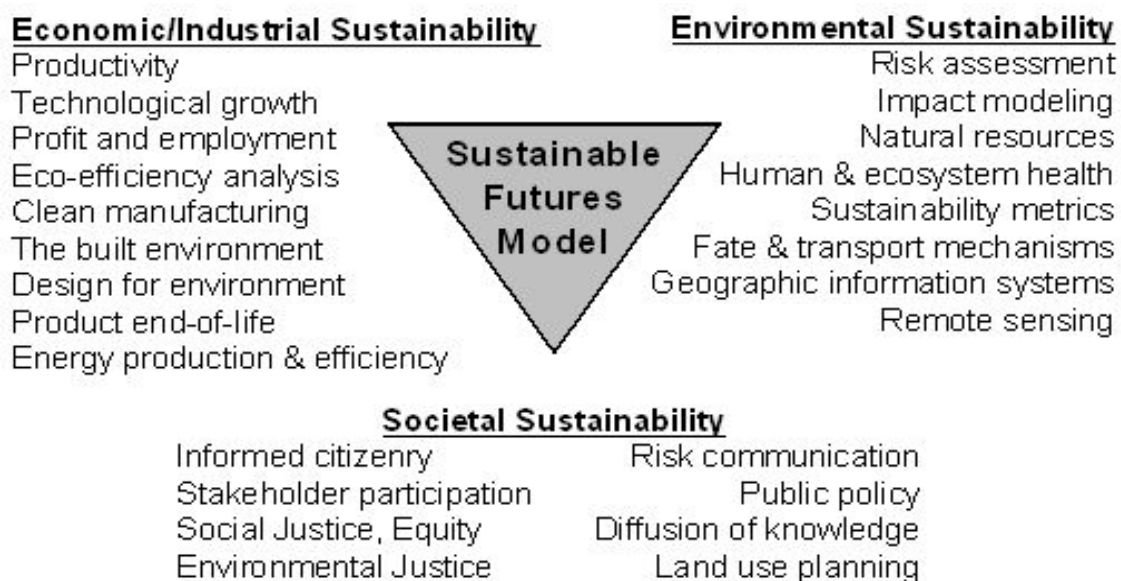 Economic/Industrial Sustainability
Productivity
Technological growth
Profit and employment
Eco-efficiency analysis
Clean manufacturing
The built environment
Design for environment
Product end-of-life
Energy production & efficiency
Environmental Sustainability
Risk assessment
Impact modeling
Natural resources
Human & ecosystem health
Sustainability metrics
Fate & transport mechanisms
Geographic information systems
Remote sensing
Sustainable
Futures
Model
Societal Sustainability
Informed citizenry
Stakeholder participation
Social Justice, Equity
Environmental Justice
Risk communication
Public policy
Diffusion of knowledge
Land use planning